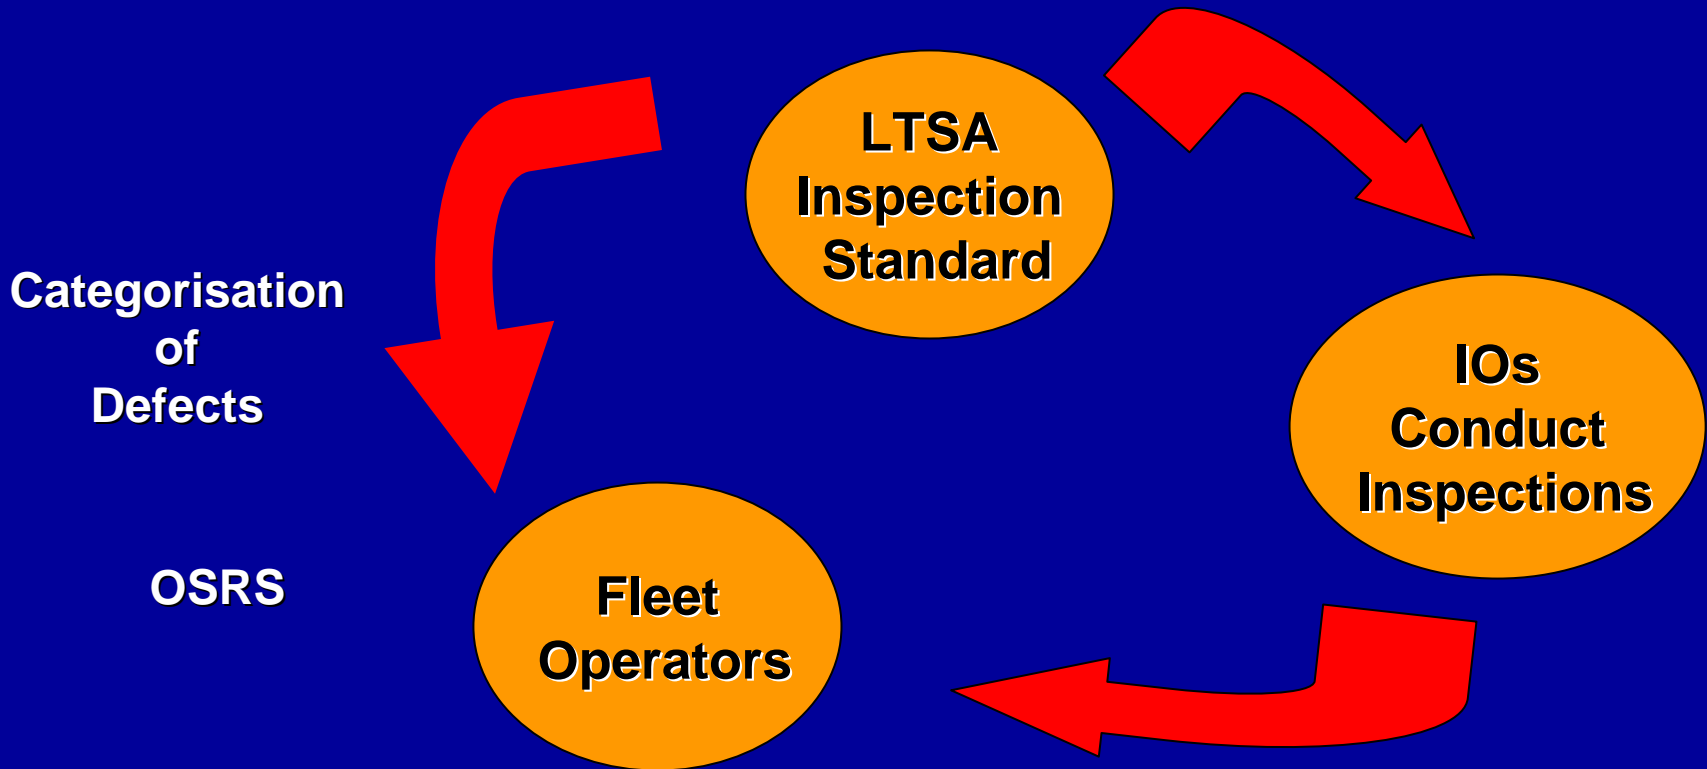 LTSA
Inspection
Standard
Categorisation
of
Defects
IOs
Conduct
Inspections
OSRS
Fleet
Operators